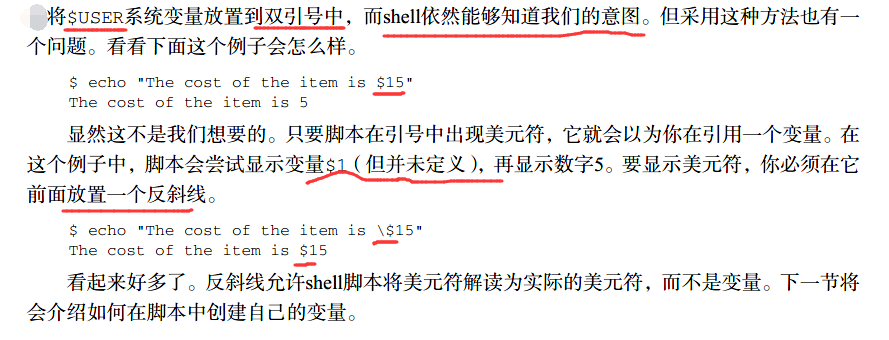 将$USER系统变量放置到双引号中，而shell依然能够知道我们的意图。但采用这种方法也有一
个问题。看看下面这个例子会怎么样。
$ echo "The cost of the item is $15"
The cost of the item is 5
显然这不是我们想要的。只要脚本在引号中出现美元符，它就会以为你在引用一个变量。在
这个例子中，脚本会尝试显示变量$1（但并未定义），再显示数字5。要显示美元符，你必须在它
前面放置一个反斜线。
$ echo "The cost of the item is \$15"
The cost of the item is $15
看起来好多了。反斜线允许shell脚本将美元符解读为实际的美元符，而不是变量。下一节将
会介绍如何在脚本中创建自己的变量。